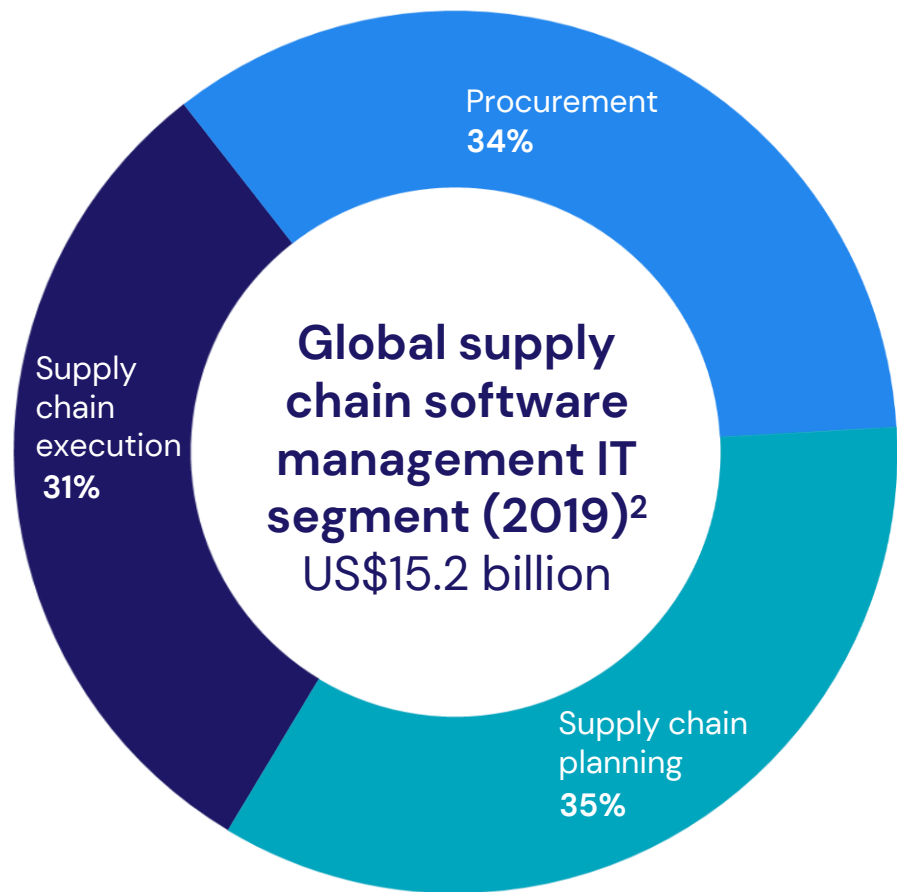 Procurement
34%
Supply
chain
execution
31%
Global supply
chain software
management IT
segment (2019)²
US$15.2 billion
Supply chain
planning
35%